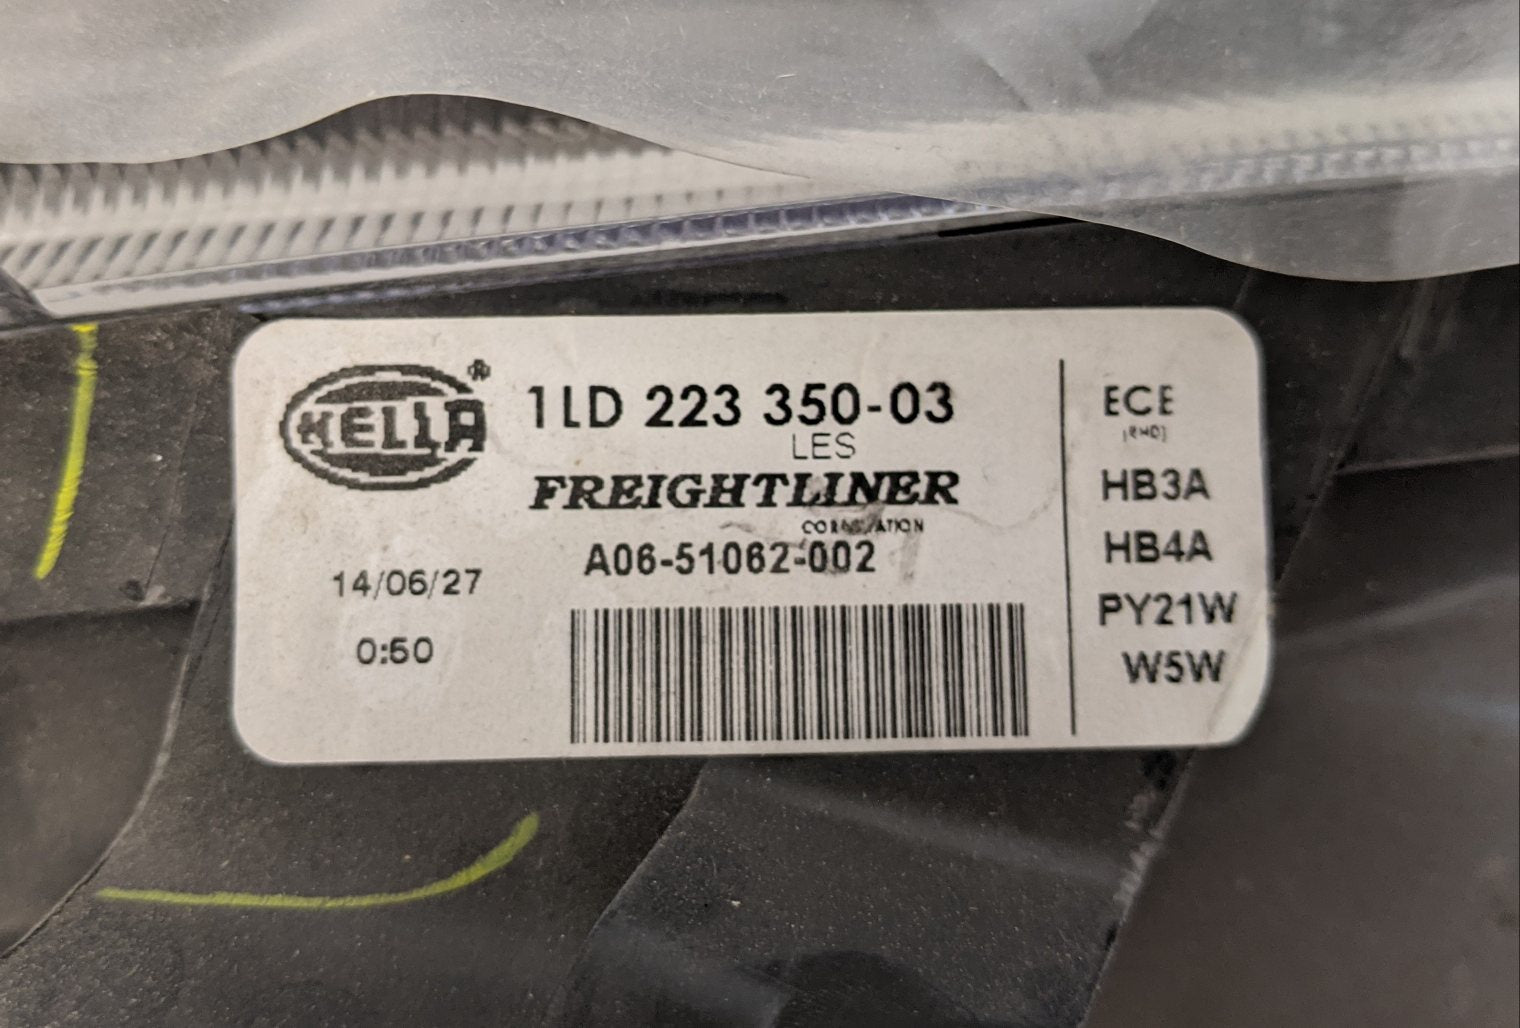 HELLA®
1LD 223 350-03
LES
FREIGHTLINER
CORPORATION
A06-51062-002
14/06/27
0:50
ECE
(RHD)
HB3A
HB4A
PY21W
W5W